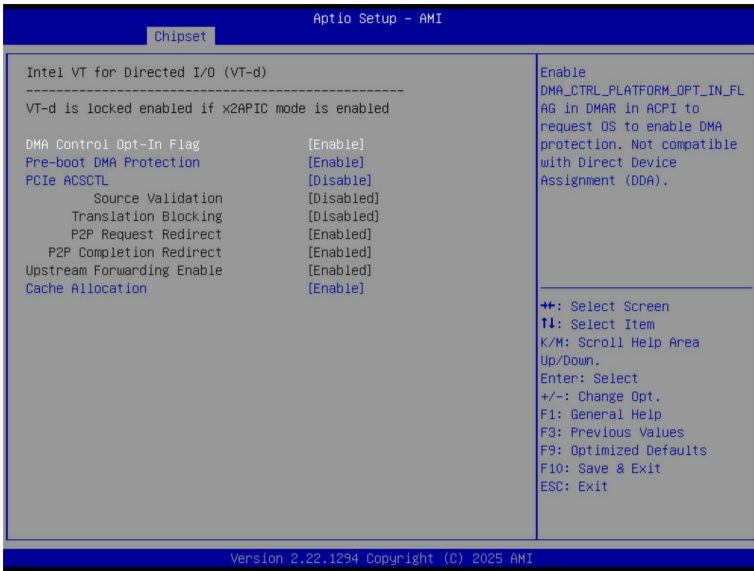 Aptio Setup – AMI
Chipset
Intel VT for Directed I/O (VT-d)
--------------------------------------------------
VT-d is locked enabled if x2APIC mode is enabled
DMA Control Opt-In Flag [Enable]
Pre-boot DMA Protection [Enable]
PCIe ACSCTL [Disable]
Source Validation [Disabled]
Translation Blocking [Disabled]
P2P Request Redirect [Enabled]
P2P Completion Redirect [Enabled]
Upstream Forwarding Enable [Enabled]
Cache Allocation [Enable]
Enable
DMA_CTRL_PLATFORM_OPT_IN_FL
AG in DMAR in ACPI to
request OS to enable DMA
protection. Not compatible
with Direct Device
Assignment (DDA).
→←: Select Screen
↑↓: Select Item
K/M: Scroll Help Area
Up/Down.
Enter: Select
+/-: Change Opt.
F1: General Help
F3: Previous Values
F9: Optimized Defaults
F10: Save & Exit
ESC: Exit
Version 2.22.1294 Copyright (C) 2025 AMI